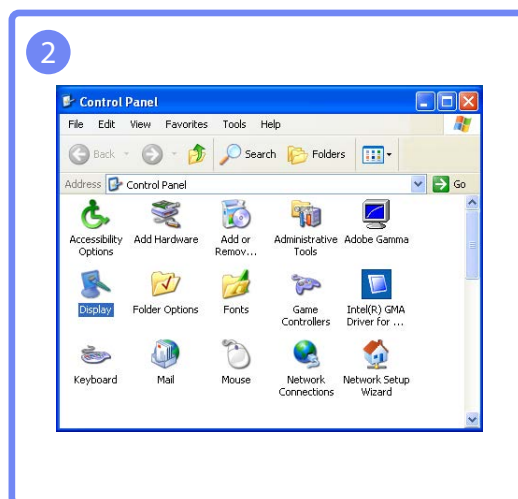 2
Control Panel
File Edit View Favorites Tools Help
Back Search Folders
Address Control Panel Go
Accessibility Options
Add Hardware
Add or Remov...
Administrative Tools
Adobe Gamma
Display
Folder Options
Fonts
Game Controllers
Intel(R) GMA Driver for ...
Keyboard
Mail
Mouse
Network Connections
Network Setup Wizard